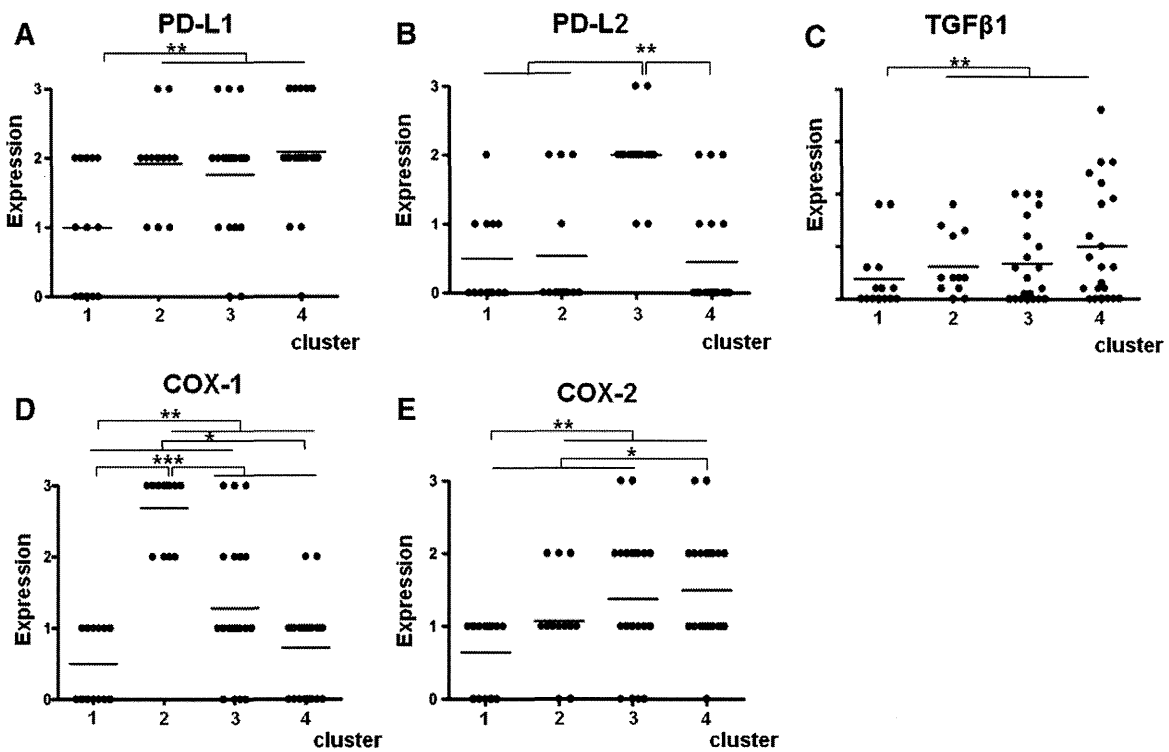 A PD-L1
**
Expression
3
2
1
0
1 2 3 4
cluster
B PD-L2
**
Expression
3
2
1
0
1 2 3 4
cluster
C TGFβ1
**
Expression
1 2 3 4
cluster
D COX-1
**
*
***
Expression
3
2
1
0
1 2 3 4
cluster
E COX-2
**
*
Expression
3
2
1
0
1 2 3 4
cluster